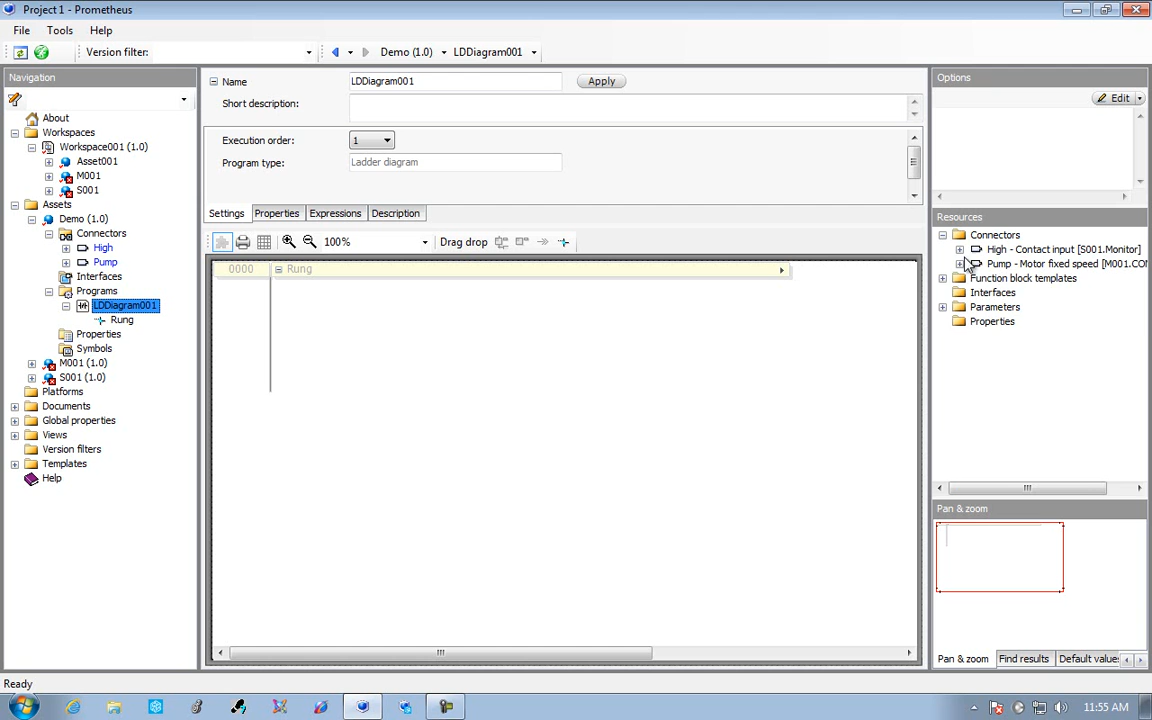 Project 1 - Prometheus
File Tools Help
Version filter: Demo (1.0) LDDiagram001
Navigation
About
Workspaces
Workspace001 (1.0)
Asset001
M001
S001
Assets
Demo (1.0)
Connectors
High
Pump
Interfaces
Programs
LDDiagram001
Rung
Properties
Symbols
M001 (1.0)
S001 (1.0)
Platforms
Documents
Global properties
Views
Version filters
Templates
Help
Name LDDiagram001 Apply
Short description:
Execution order: 1
Program type: Ladder diagram
Settings Properties Expressions Description
100% Drag drop
0000 Rung
Options
Edit
Resources
Connectors
High - Contact input [S001.Monitor]
Pump - Motor fixed speed [M001.CON
Function block templates
Interfaces
Parameters
Properties
Pan & zoom
Pan & zoom Find results Default value
Ready
11:55 AM